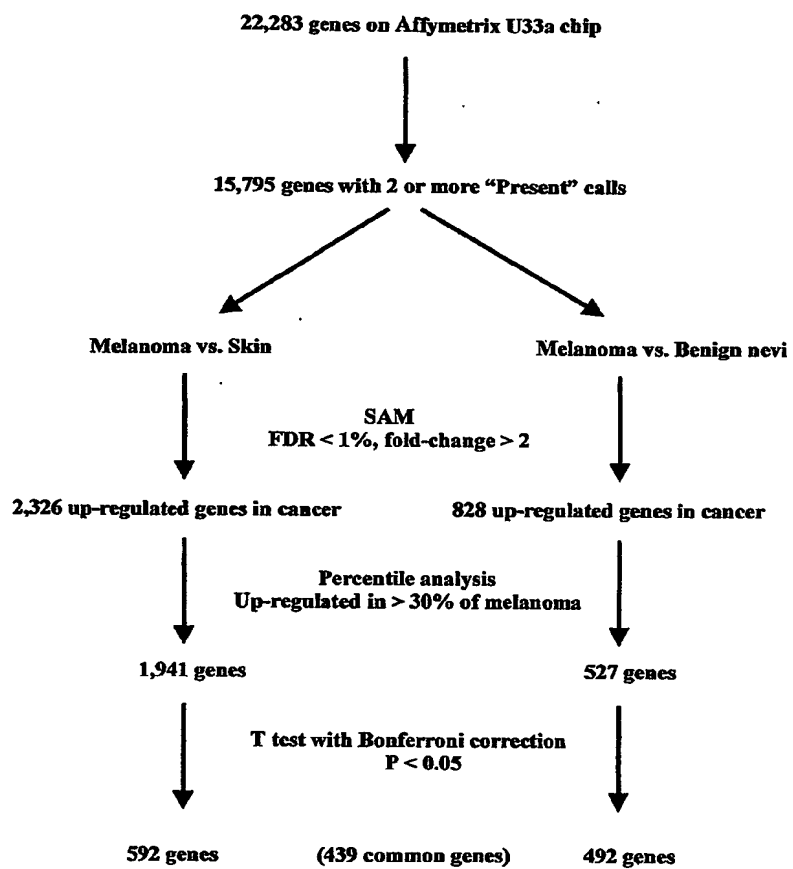 22,283 genes on Affymetrix U33a chip
15,795 genes with 2 or more “Present” calls
Melanoma vs. Skin
Melanoma vs. Benign nevi
SAM
FDR < 1%, fold-change > 2
2,326 up-regulated genes in cancer
828 up-regulated genes in cancer
Percentile analysis
Up-regulated in > 30% of melanoma
1,941 genes
527 genes
T test with Bonferroni correction
P < 0.05
592 genes
(439 common genes)
492 genes